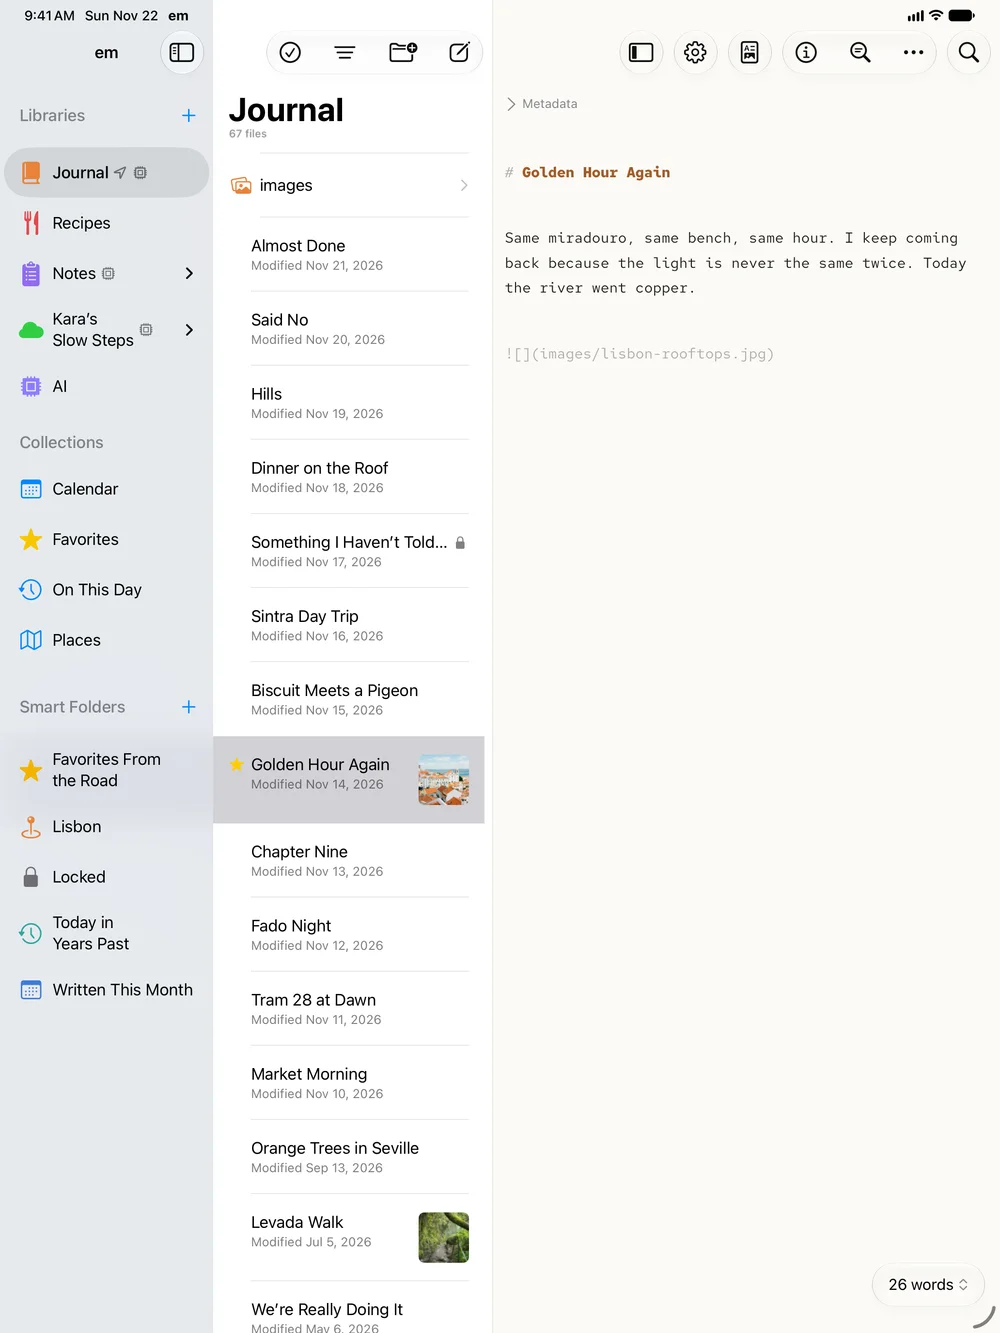 9:41 AM Sun Nov 22 em
em
Libraries
Journal
Recipes
Notes
Kara's
Slow Steps
AI
Collections
Calendar
Favorites
On This Day
Places
Smart Folders
Favorites From
the Road
Lisbon
Locked
Today in
Years Past
Written This Month
Journal
67 files
images
Almost Done
Modified Nov 21, 2026
Said No
Modified Nov 20, 2026
Hills
Modified Nov 19, 2026
Dinner on the Roof
Modified Nov 18, 2026
Something I Haven't Told...
Modified Nov 17, 2026
Sintra Day Trip
Modified Nov 16, 2026
Biscuit Meets a Pigeon
Modified Nov 15, 2026
Golden Hour Again
Modified Nov 14, 2026
Chapter Nine
Modified Nov 13, 2026
Fado Night
Modified Nov 12, 2026
Tram 28 at Dawn
Modified Nov 11, 2026
Market Morning
Modified Nov 10, 2026
Orange Trees in Seville
Modified Sep 13, 2026
Levada Walk
Modified Jul 5, 2026
We're Really Doing It
Modified May 6, 2026
Metadata
# Golden Hour Again
Same miradouro, same bench, same hour. I keep coming
back because the light is never the same twice. Today
the river went copper.
![](images/lisbon-rooftops.jpg)
26 words